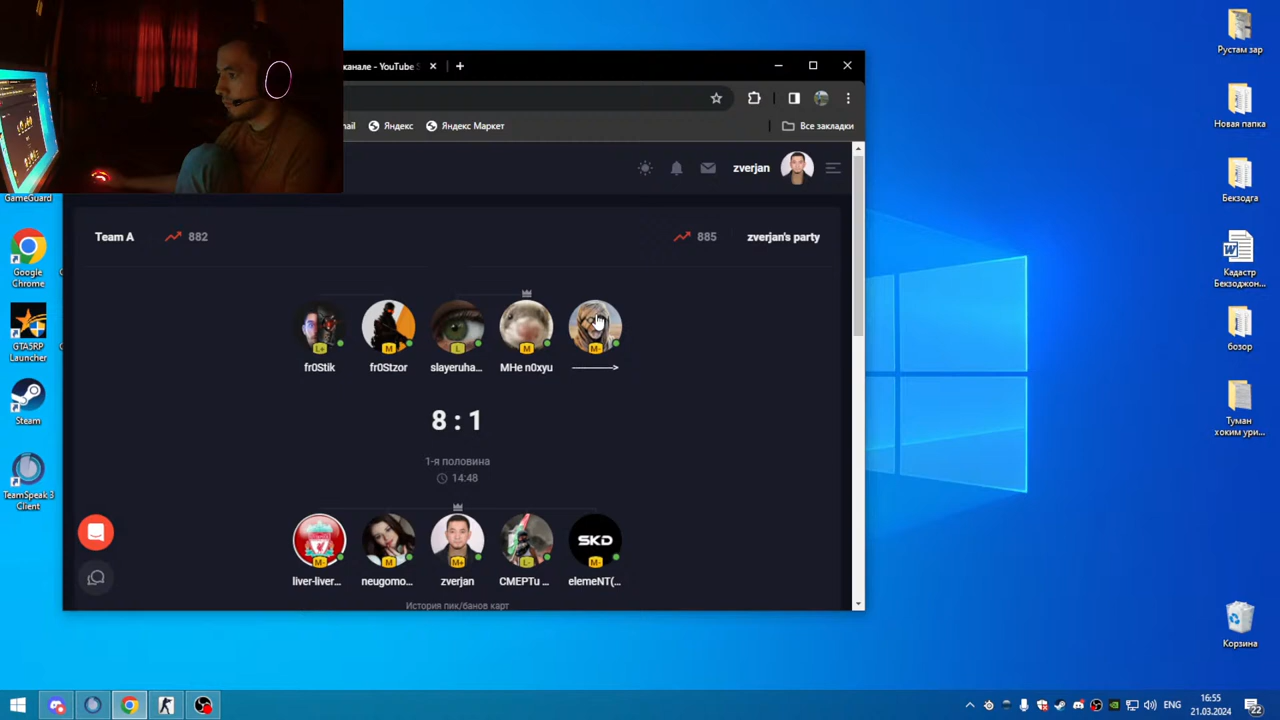 канале - YouTube
mail Яндекс Яндекс Маркет Все закладки
zverjan
Team A 882 885 zverjan's party
L+ M L M M-
fr0Stik fr0Stzor slayeruha... MHe n0xyu ———>
8 : 1
1-я половина
14:48
SKD
M- M M+ L- M-
liver-liver... neugomo... zverjan CMEPTu ... elemeNT(...
История пик/банов карт
GameGuard
Google
Chrome
GTA5RP
Launcher
Steam
TeamSpeak 3
Client
Рустам зар
Новая папка
Бекзодга
Кадастр
Бекзоджон...
бозор
Туман
хоким ури...
Корзина
ENG
16:55
21.03.2024
22